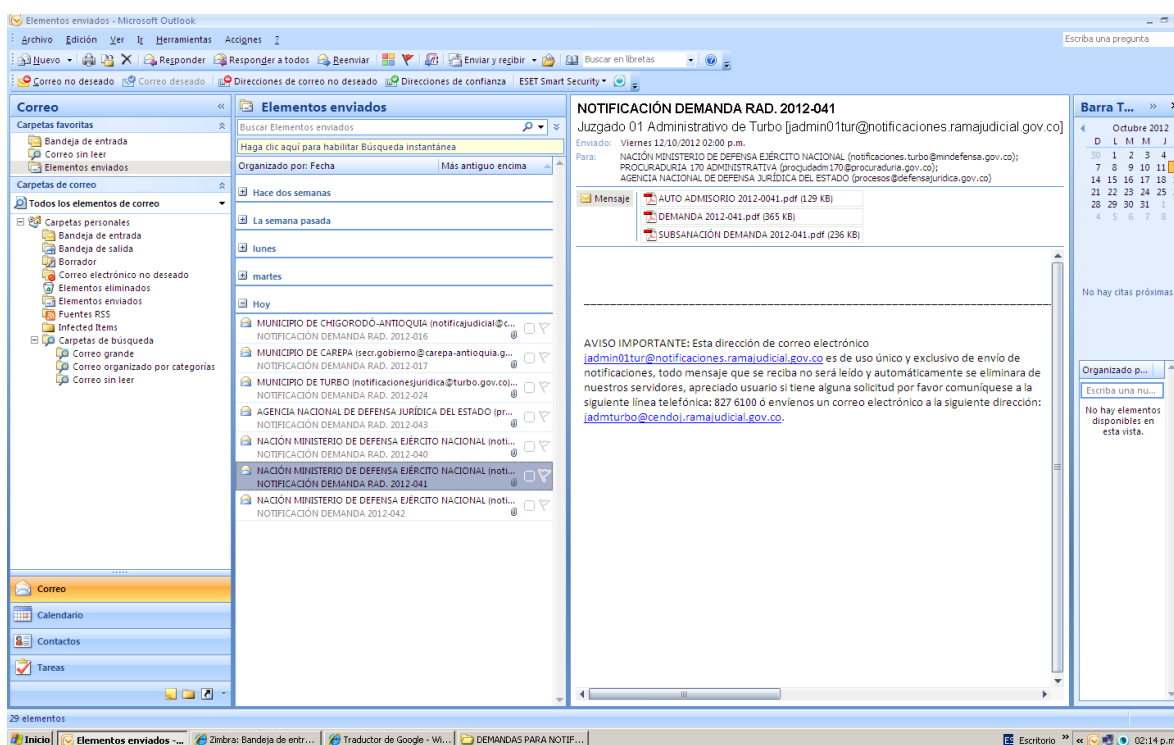 Elementos enviados - Microsoft Outlook
Archivo Edición Ver Ir Herramientas Acciones ?
Escriba una pregunta
Nuevo Responder Responder a todos Reenviar Enviar y recibir Buscar en libretas
Correo no deseado Correo deseado Direcciones de correo no deseado Direcciones de confianza ESET Smart Security
Correo «
Carpetas favoritas
Bandeja de entrada
Correo sin leer
Elementos enviados
Carpetas de correo
Todos los elementos de correo
Carpetas personales
Bandeja de entrada
Bandeja de salida
Borrador
Correo electrónico no deseado
Elementos eliminados
Elementos enviados
Fuentes RSS
Infected Items
Carpetas de búsqueda
Correo grande
Correo organizado por categorías
Correo sin leer
Correo
Calendario
Contactos
Tareas
Elementos enviados
Buscar Elementos enviados
Haga clic aquí para habilitar Búsqueda instantánea
Organizado por: Fecha Más antiguo encima
Hace dos semanas
La semana pasada
lunes
martes
Hoy
MUNICIPIO DE CHIGORODÓ-ANTIOQUIA (notificajudicial@c...
NOTIFICACIÓN DEMANDA RAD. 2012-016
MUNICIPIO DE CAREPA (secr.gobierno@carepa-antioquia.g...
NOTIFICACIÓN DEMANDA RAD. 2012-017
MUNICIPIO DE TURBO (notificacionesjuridica@turbo.gov.co)...
NOTIFICACIÓN DEMANDA RAD. 2012-024
AGENCIA NACIONAL DE DEFENSA JURÍDICA DEL ESTADO (pr...
NOTIFICACIÓN DEMANDA RAD. 2012-043
NACIÓN MINISTERIO DE DEFENSA EJÉRCITO NACIONAL (noti...
NOTIFICACIÓN DEMANDA RAD. 2012-040
NACIÓN MINISTERIO DE DEFENSA EJÉRCITO NACIONAL (noti...
NOTIFICACIÓN DEMANDA RAD. 2012-041
NACIÓN MINISTERIO DE DEFENSA EJÉRCITO NACIONAL (noti...
NOTIFICACIÓN DEMANDA 2012-042
NOTIFICACIÓN DEMANDA RAD. 2012-041
Juzgado 01 Administrativo de Turbo [jadmin01tur@notificaciones.ramajudicial.gov.co]
Enviado: Viernes 12/10/2012 02:00 p.m.
Para: NACIÓN MINISTERIO DE DEFENSA EJÉRCITO NACIONAL (notificaciones.turbo@mindefensa.gov.co);
PROCURADURIA 170 ADMINISTRATIVA (procjudadm170@procuraduria.gov.co);
AGENCIA NACIONAL DE DEFENSA JURÍDICA DEL ESTADO (procesos@defensajuridica.gov.co)
Mensaje
AUTO ADMISORIO 2012-0041.pdf (129 KB)
DEMANDA 2012-041.pdf (365 KB)
SUBSANACIÓN DEMANDA 2012-041.pdf (236 KB)
AVISO IMPORTANTE: Esta dirección de correo electrónico
jadmin01tur@notificaciones.ramajudicial.gov.co es de uso único y exclusivo de envío de
notificaciones, todo mensaje que se reciba no será leído y automáticamente se eliminara de
nuestros servidores, apreciado usuario si tiene alguna solicitud por favor comuníquese a la
siguiente línea telefónica: 827 6100 ó envíenos un correo electrónico a la siguiente dirección:
jadmturbo@cendoj.ramajudicial.gov.co.
Barra T... »
Octubre 2012
D L M M J
30 1 2 3 4
7 8 9 10 11
14 15 16 17 18
21 22 23 24 25
28 29 30 31 1
4 5 6 7 8
No hay citas próximas
Organizado p...
Escriba una nu...
No hay elementos
disponibles en
esta vista.
29 elementos
Inicio Elementos enviados -... Zimbra: Bandeja de entr... Traductor de Google - Wi... DEMANDAS PARA NOTIF... ES Escritorio » « 02:14 p.m